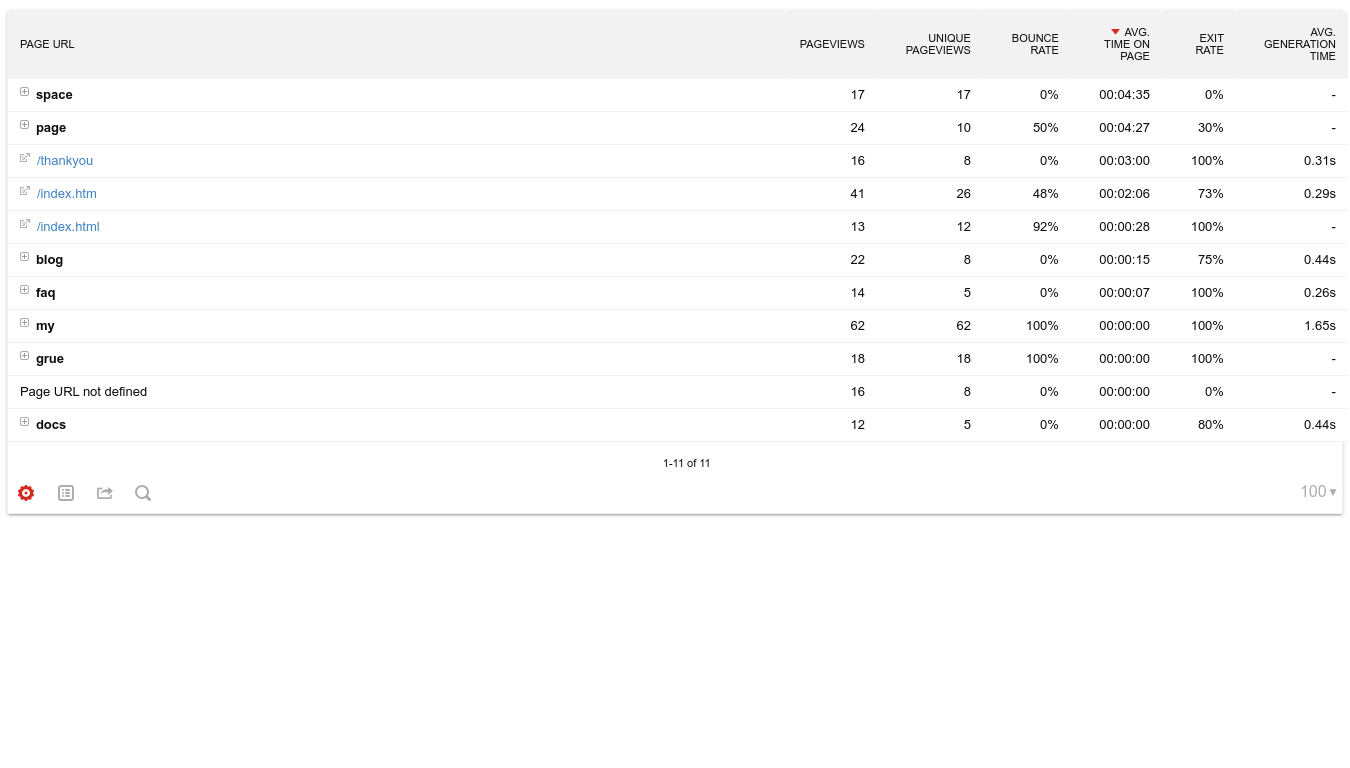 PAGE URL PAGEVIEWS UNIQUE PAGEVIEWS BOUNCE RATE AVG. TIME ON PAGE EXIT RATE AVG. GENERATION TIME
space 17 17 0% 00:04:35 0% -
page 24 10 50% 00:04:27 30% -
/thankyou 16 8 0% 00:03:00 100% 0.31s
/index.htm 41 26 48% 00:02:06 73% 0.29s
/index.html 13 12 92% 00:00:28 100% -
blog 22 8 0% 00:00:15 75% 0.44s
faq 14 5 0% 00:00:07 100% 0.26s
my 62 62 100% 00:00:00 100% 1.65s
grue 18 18 100% 00:00:00 100% -
Page URL not defined 16 8 0% 00:00:00 0% -
docs 12 5 0% 00:00:00 80% 0.44s
1-11 of 11
100